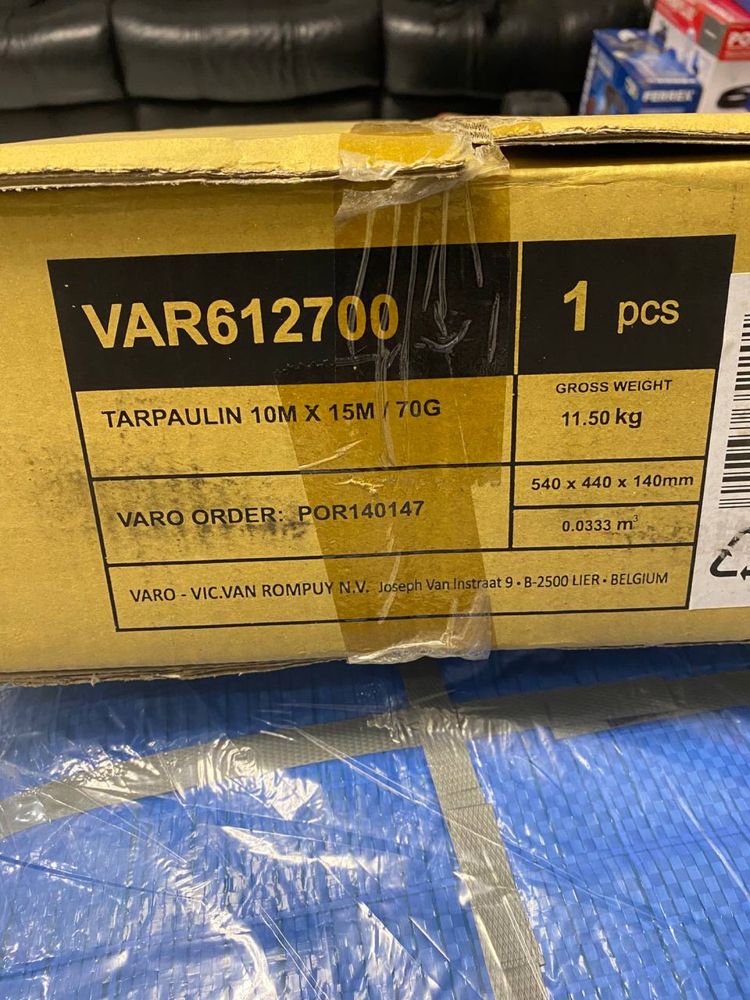 FERREX
VAR612700
1 pcs
TARPAULIN 10M X 15M / 70G
GROSS WEIGHT
11.50 kg
VARO ORDER: POR140147
540 x 440 x 140mm
0.0333 m³
VARO - VIC.VAN ROMPUY N.V. Joseph Van Instraat 9 • B-2500 LIER • BELGIUM